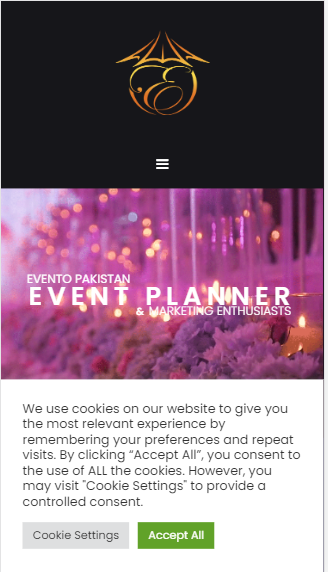 E
EVENTO PAKISTAN
EVENT PLANNER
& MARKETING ENTHUSIASTS
We use cookies on our website to give you
the most relevant experience by
remembering your preferences and repeat
visits. By clicking “Accept All”, you consent to
the use of ALL the cookies. However, you
may visit "Cookie Settings" to provide a
controlled consent.
Cookie Settings
Accept All